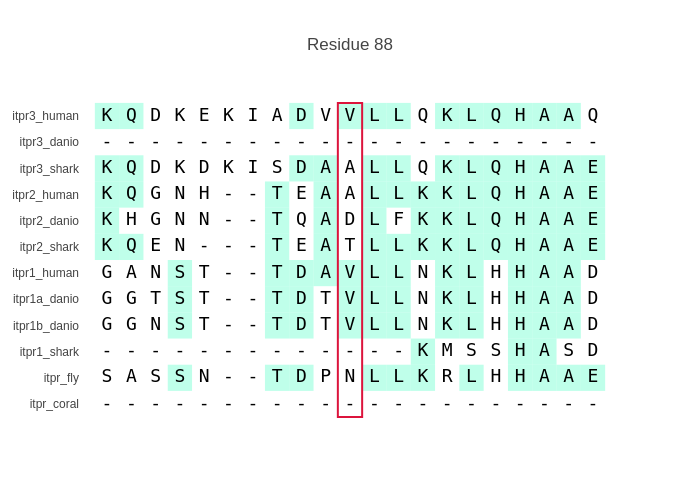 Residue 88
itpr3_human K Q D K E K I A D V V L L Q K L Q H A A Q
itpr3_danio - - - - - - - - - - - - - - - - - - - - -
itpr3_shark K Q D K D K I S D A A L L Q K L Q H A A E
itpr2_human K Q G N H - - T E A A L L K K L Q H A A E
itpr2_danio K H G N N - - T Q A D L F K K L Q H A A E
itpr2_shark K Q E N - - - T E A T L L K K L Q H A A E
itpr1_human G A N S T - - T D A V L L N K L H H A A D
itpr1a_danio G G T S T - - T D T V L L N K L H H A A D
itpr1b_danio G G N S T - - T D T V L L N K L H H A A D
itpr1_shark - - - - - - - - - - - - - K M S S H A S D
itpr_fly S A S S N - - T D P N L L K R L H H A A E
itpr_coral - - - - - - - - - - - - - - - - - - - - -